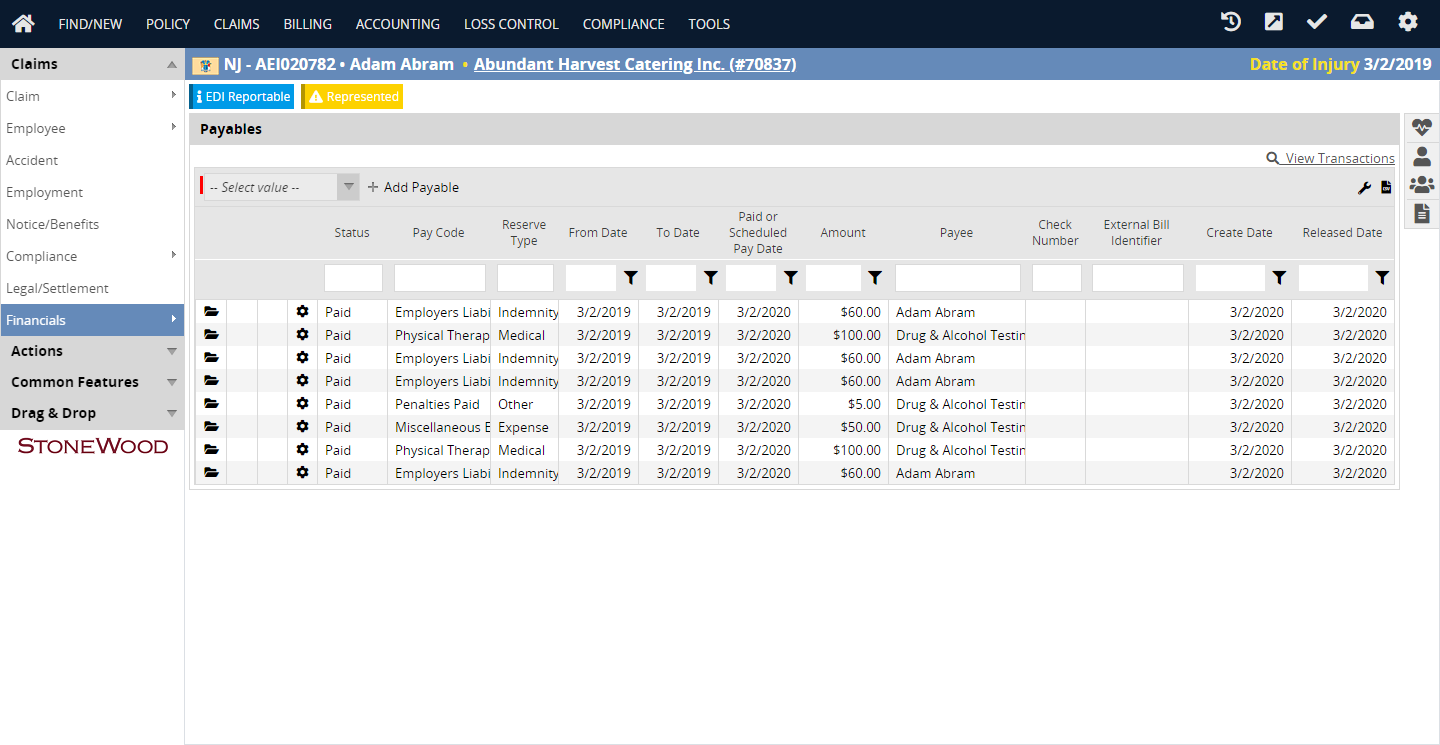 FIND/NEW POLICY CLAIMS BILLING ACCOUNTING LOSS CONTROL COMPLIANCE TOOLS
Claims
NJ - AEI020782 • Adam Abram • Abundant Harvest Catering Inc. (#70837) Date of Injury 3/2/2019
Claim
EDI Reportable Represented
Employee
Accident
Employment
Notice/Benefits
Compliance
Legal/Settlement
Financials
Actions
Common Features
Drag & Drop
STONEWOOD
Payables
View Transactions
-- Select value -- Add Payable
Status Pay Code Reserve Type From Date To Date Paid or Scheduled Pay Date Amount Payee Check Number External Bill Identifier Create Date Released Date
Paid Employers Liabi Indemnity 3/2/2019 3/2/2019 3/2/2020 $60.00 Adam Abram 3/2/2020 3/2/2020
Paid Physical Therap Medical 3/2/2019 3/2/2019 3/2/2020 $100.00 Drug & Alcohol Testin 3/2/2020 3/2/2020
Paid Employers Liabi Indemnity 3/2/2019 3/2/2019 3/2/2020 $60.00 Adam Abram 3/2/2020 3/2/2020
Paid Employers Liabi Indemnity 3/2/2019 3/2/2019 3/2/2020 $60.00 Adam Abram 3/2/2020 3/2/2020
Paid Penalties Paid Other 3/2/2019 3/2/2019 3/2/2020 $5.00 Drug & Alcohol Testin 3/2/2020 3/2/2020
Paid Miscellaneous E Expense 3/2/2019 3/2/2019 3/2/2020 $50.00 Drug & Alcohol Testin 3/2/2020 3/2/2020
Paid Physical Therap Medical 3/2/2019 3/2/2019 3/2/2020 $100.00 Drug & Alcohol Testin 3/2/2020 3/2/2020
Paid Employers Liabi Indemnity 3/2/2019 3/2/2019 3/2/2020 $60.00 Adam Abram 3/2/2020 3/2/2020